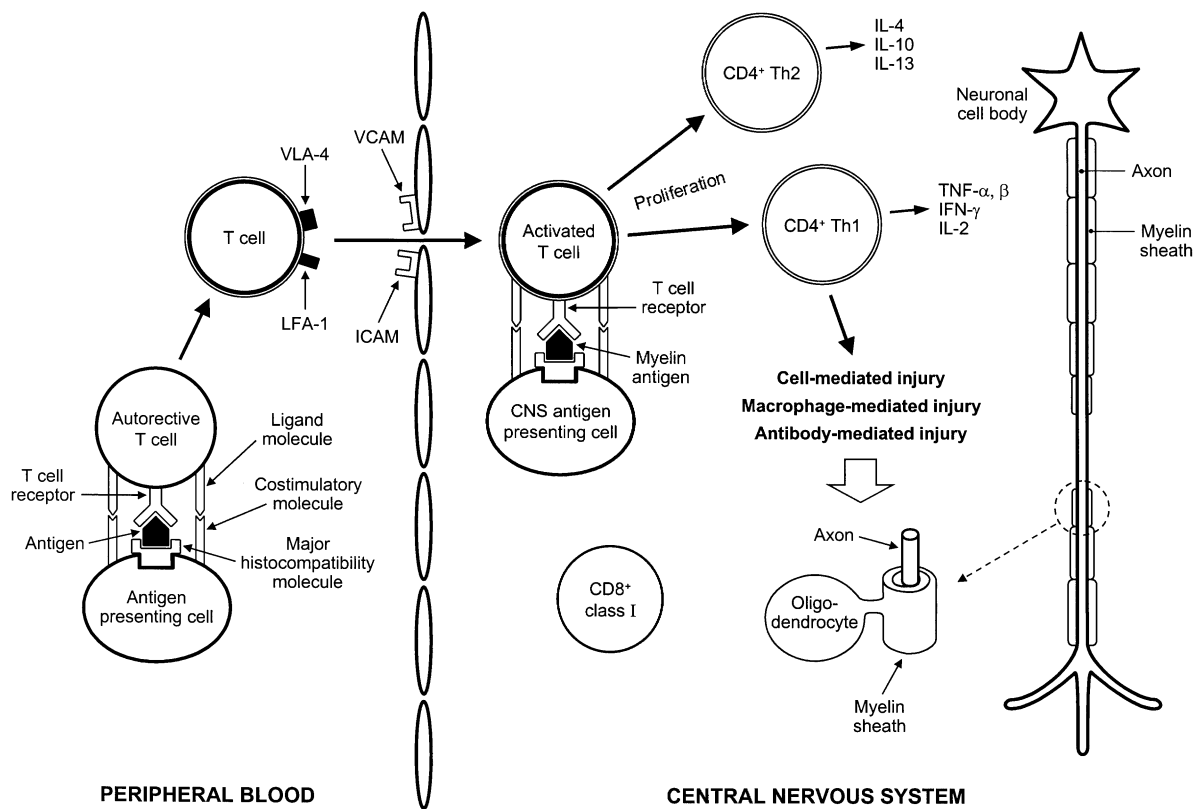 IL-4
IL-10
IL-13
CD4⁺ Th2
Neuronal
cell body
VCAM
VLA-4
Proliferation
Axon
TNF-α, β
IFN-γ
IL-2
T cell
Activated
T cell
CD4⁺ Th1
Myelin
sheath
LFA-1
ICAM
T cell
receptor
Myelin
antigen
Cell-mediated injury
Macrophage-mediated injury
Antibody-mediated injury
Autorective
T cell
Ligand
molecule
CNS antigen
presenting cell
T cell
receptor
Costimulatory
molecule
Antigen
Major
histocompatibility
molecule
Axon
Antigen
presenting cell
CD8⁺
class I
Oligo-
dendrocyte
Myelin
sheath
PERIPHERAL BLOOD
CENTRAL NERVOUS SYSTEM